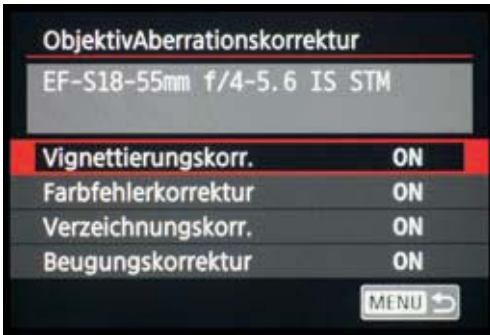 ObjektivAberrationskorrektur
EF-S18-55mm f/4-5.6 IS STM
Vignettierungskorr. ON
Farbfehlerkorrektur ON
Verzeichnungskorr. ON
Beugungskorrektur ON
MENU